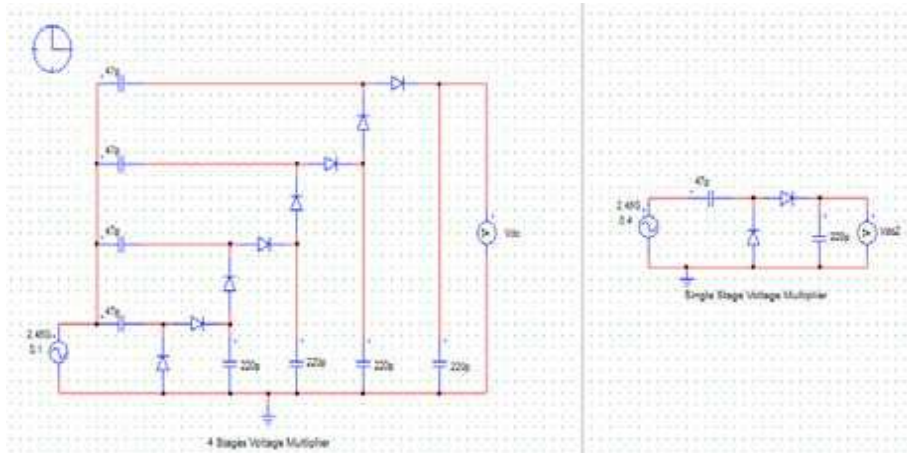 47p
47p
47p
47p
2.45G
0.1
220p
220p
220p
220p
Vdc
4 Stages Voltage Multiplier
47p
2.45G
0.4
220p
Vdc2
Single Stage Voltage Multiplier